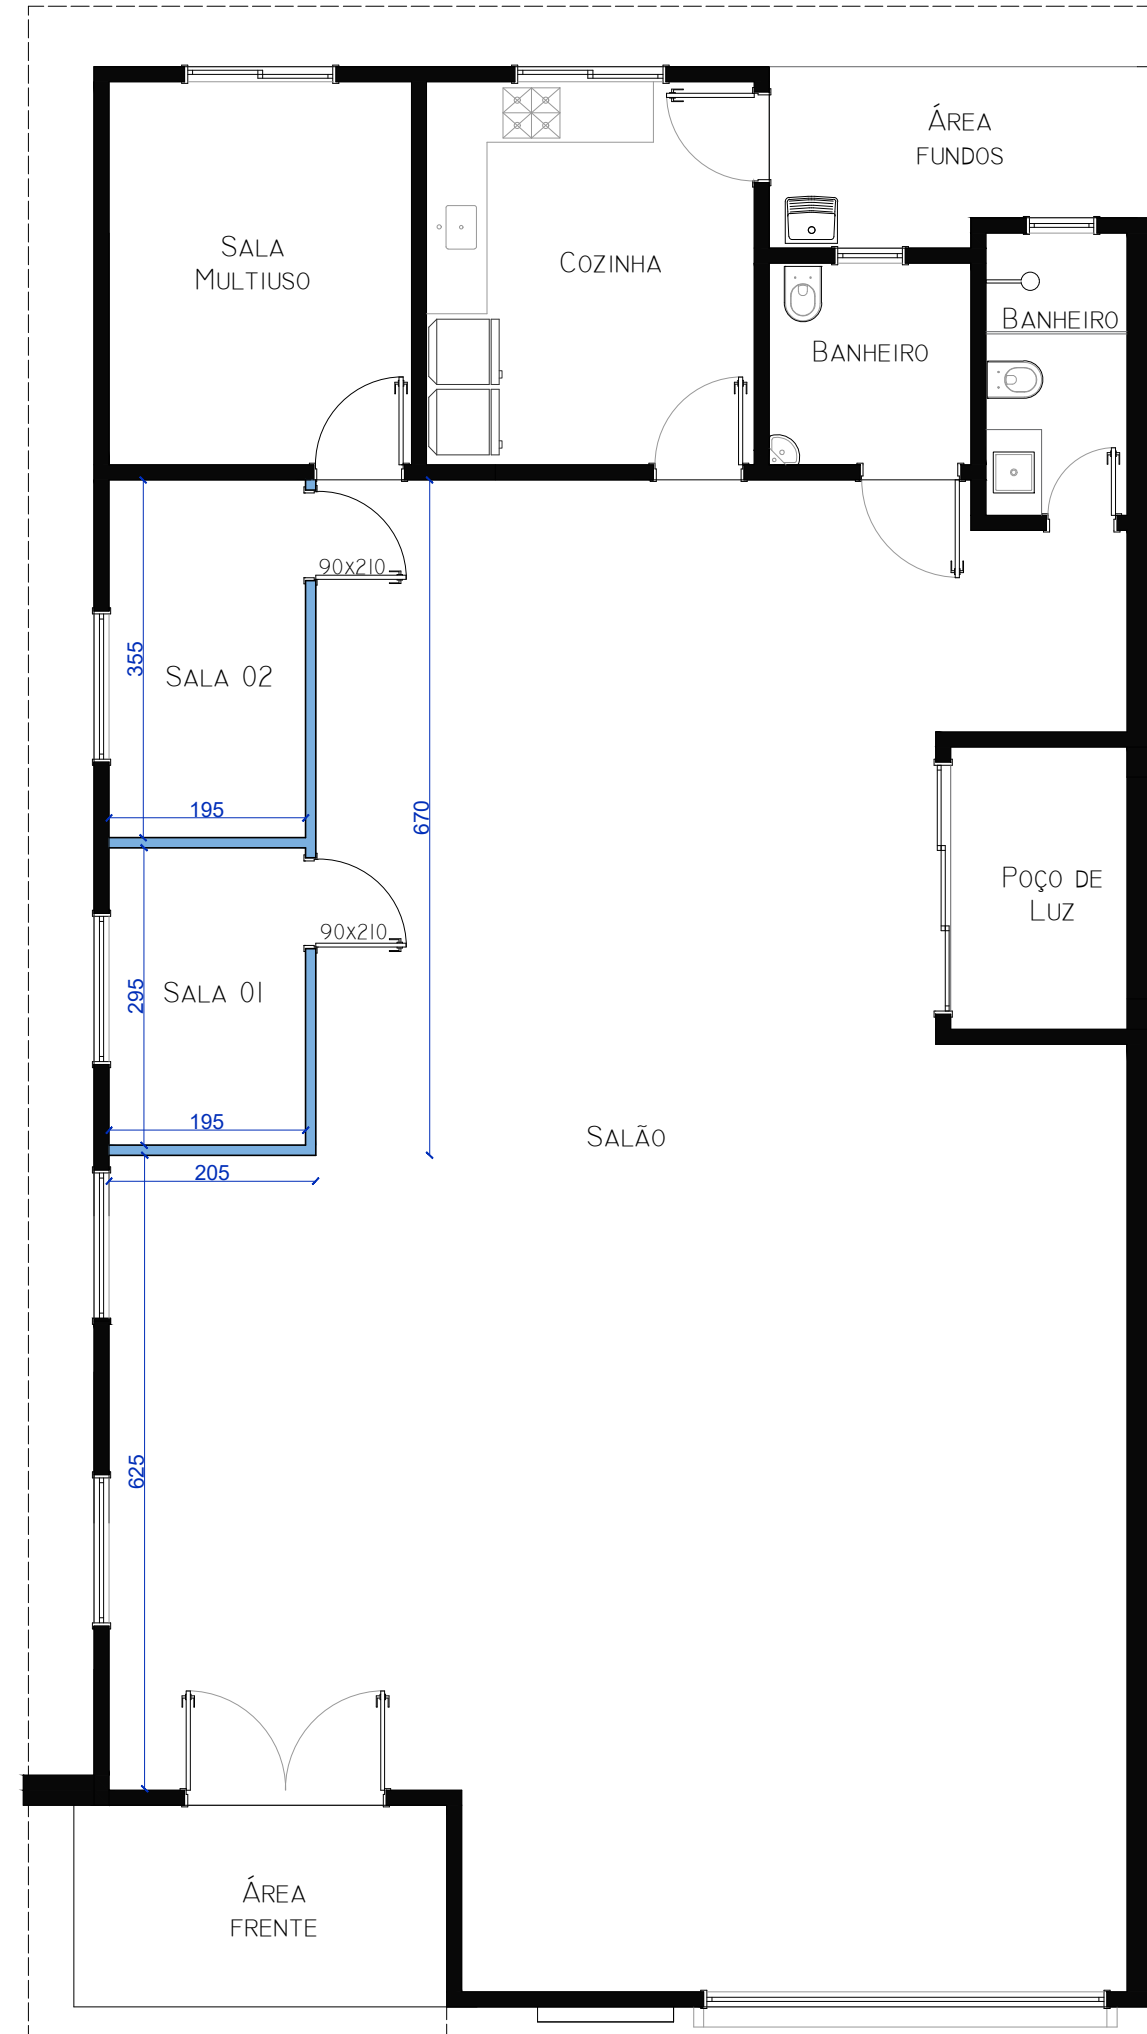 ÁREA
FUNDOS
SALA
MULTIUSO
COZINHA
BANHEIRO
BANHEIRO
90x210
355
SALA 02
195
670
POÇO DE
LUZ
90x210
295
SALA 01
195
SALÃO
205
625
ÁREA
FRENTE